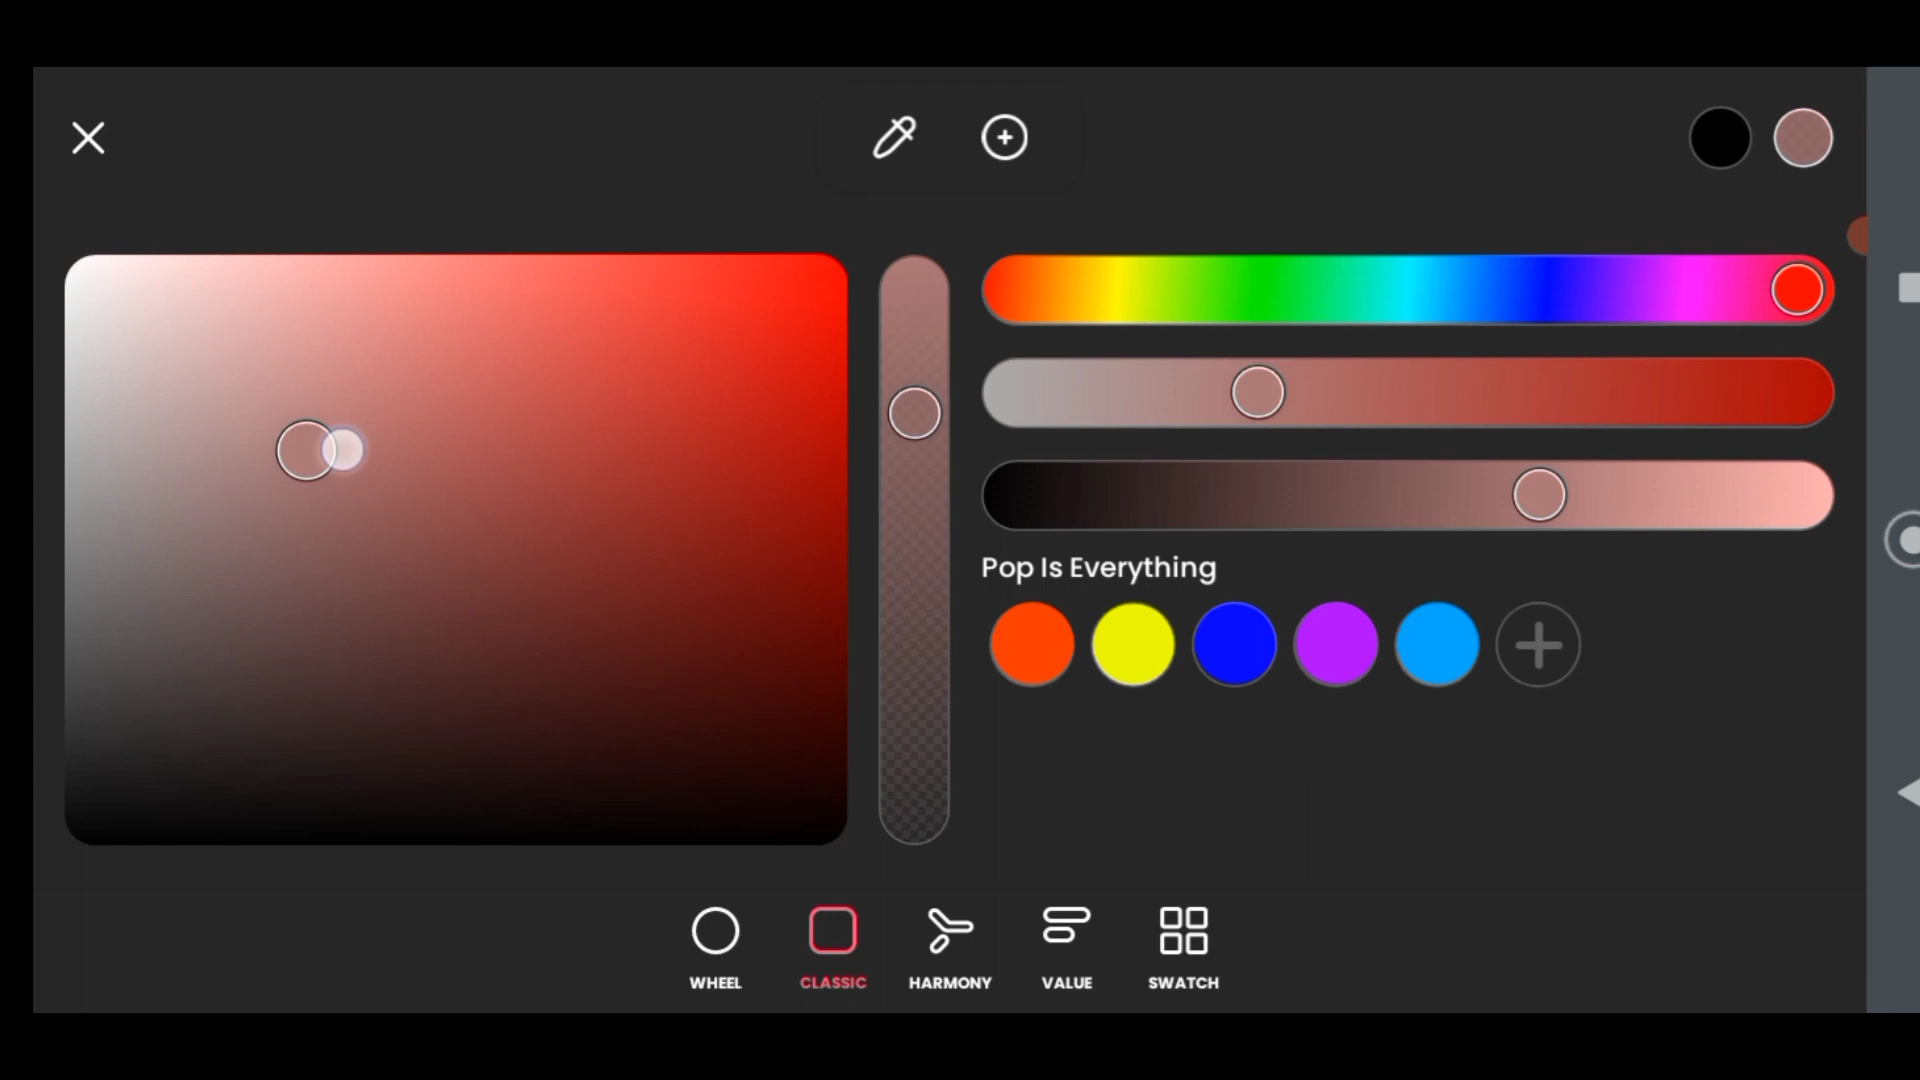 Pop Is Everything
WHEEL
CLASSIC
HARMONY
VALUE
SWATCH